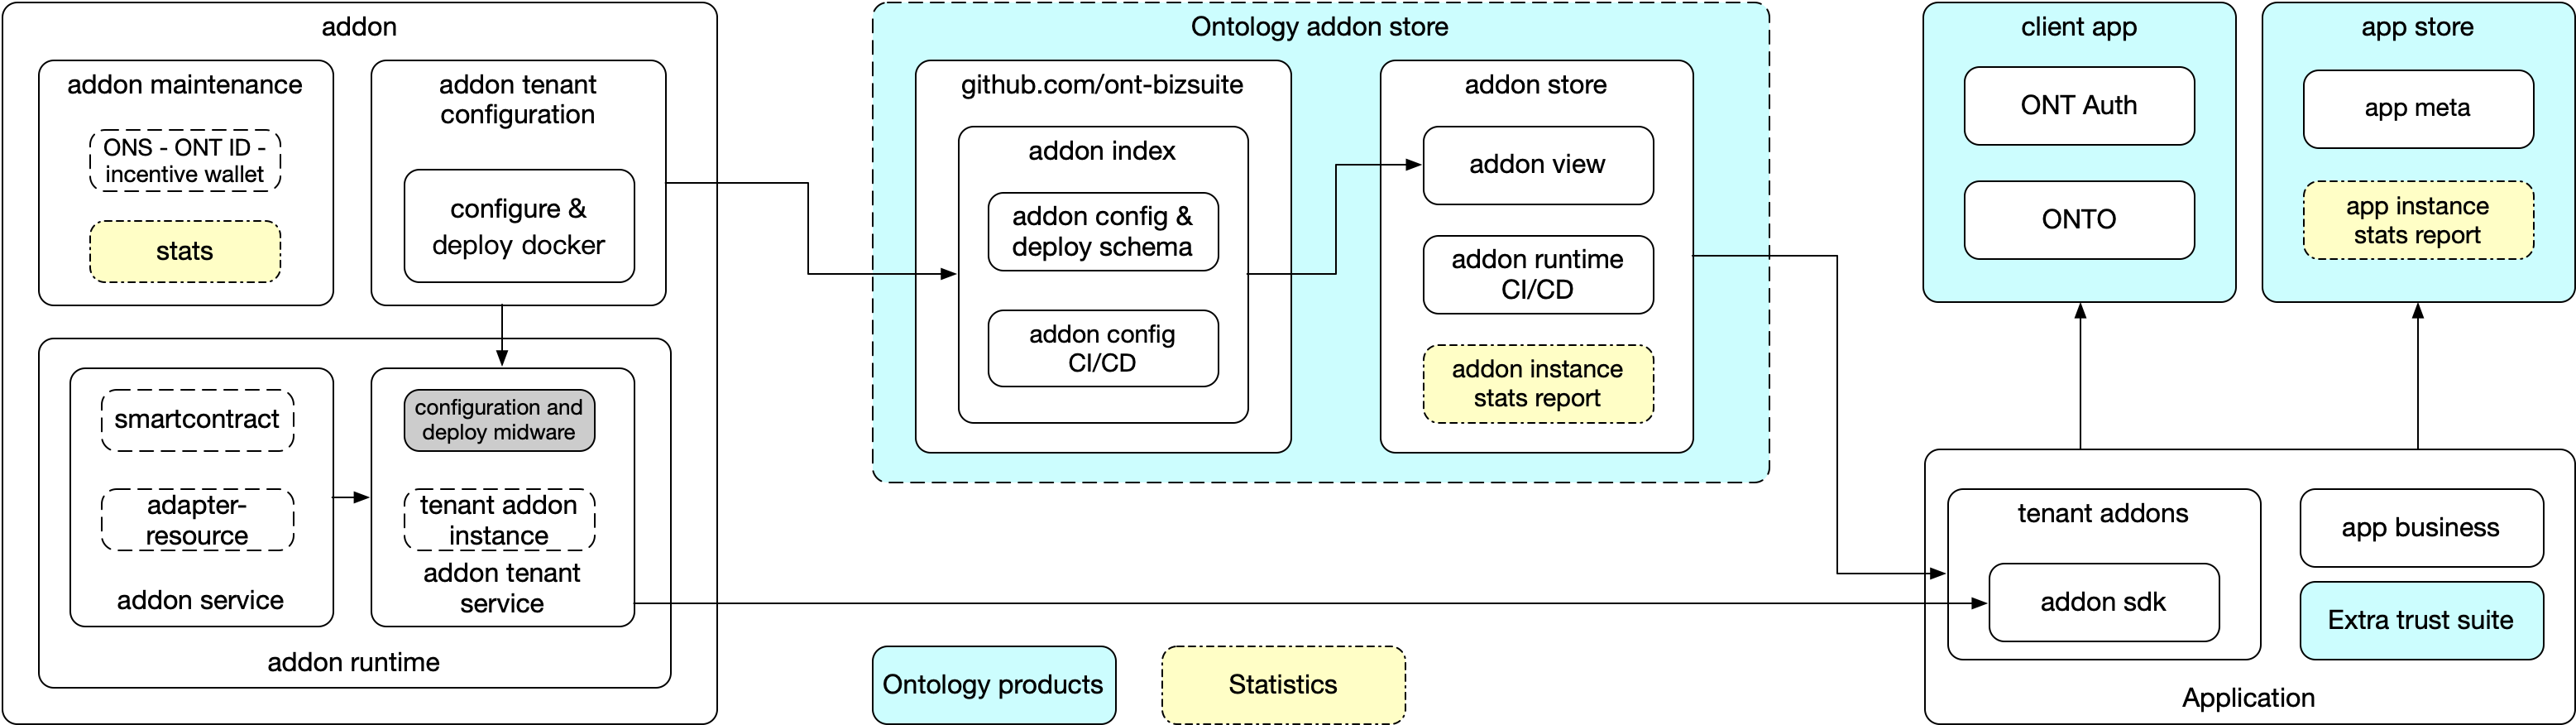 addon
addon maintenance
ONS - ONT ID -
incentive wallet
stats
addon tenant
configuration
configure &
deploy docker
smartcontract
adapter-
resource
addon service
configuration and
deploy midware
tenant addon
instance
addon tenant
service
addon runtime
Ontology addon store
github.com/ont-bizsuite
addon index
addon config &
deploy schema
addon config
CI/CD
addon store
addon view
addon runtime
CI/CD
addon instance
stats report
client app
ONT Auth
ONTO
app store
app meta
app instance
stats report
tenant addons
addon sdk
app business
Extra trust suite
Application
Ontology products
Statistics